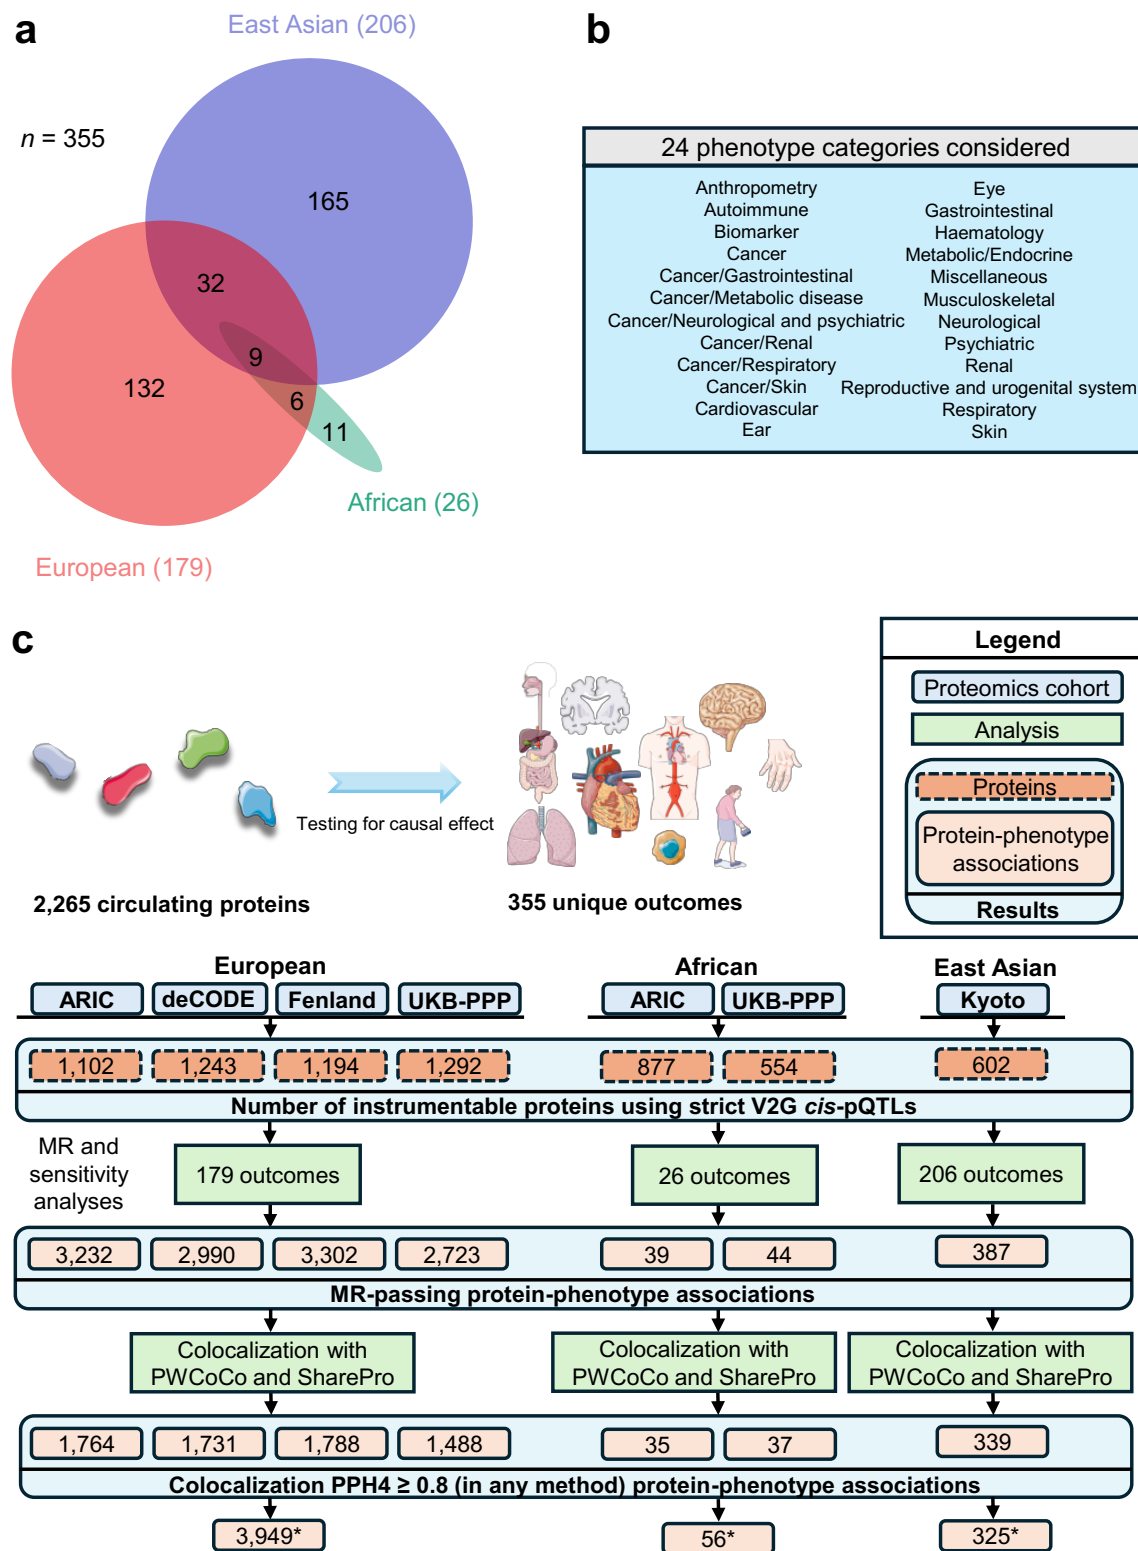 a
East Asian (206)
n = 355
165
32
9
132
6
11
African (26)
European (179)
b
24 phenotype categories considered
Anthropometry
Autoimmune
Biomarker
Cancer
Cancer/Gastrointestinal
Cancer/Metabolic disease
Cancer/Neurological and psychiatric
Cancer/Renal
Cancer/Respiratory
Cancer/Skin
Cardiovascular
Ear
Eye
Gastrointestinal
Haematology
Metabolic/Endocrine
Miscellaneous
Musculoskeletal
Neurological
Psychiatric
Renal
Reproductive and urogenital system
Respiratory
Skin
c
Testing for causal effect
2,265 circulating proteins
355 unique outcomes
Legend
Proteomics cohort
Analysis
Proteins
Protein-phenotype
associations
Results
European African East Asian
ARIC deCODE Fenland UKB-PPP ARIC UKB-PPP Kyoto
1,102 1,243 1,194 1,292 877 554 602
Number of instrumentable proteins using strict V2G cis-pQTLs
MR and
sensitivity
analyses
179 outcomes 26 outcomes 206 outcomes
3,232 2,990 3,302 2,723 39 44 387
MR-passing protein-phenotype associations
Colocalization with
PWCoCo and SharePro
Colocalization with
PWCoCo and SharePro
Colocalization with
PWCoCo and SharePro
1,764 1,731 1,788 1,488 35 37 339
Colocalization PPH4 ≥ 0.8 (in any method) protein-phenotype associations
3,949* 56* 325*